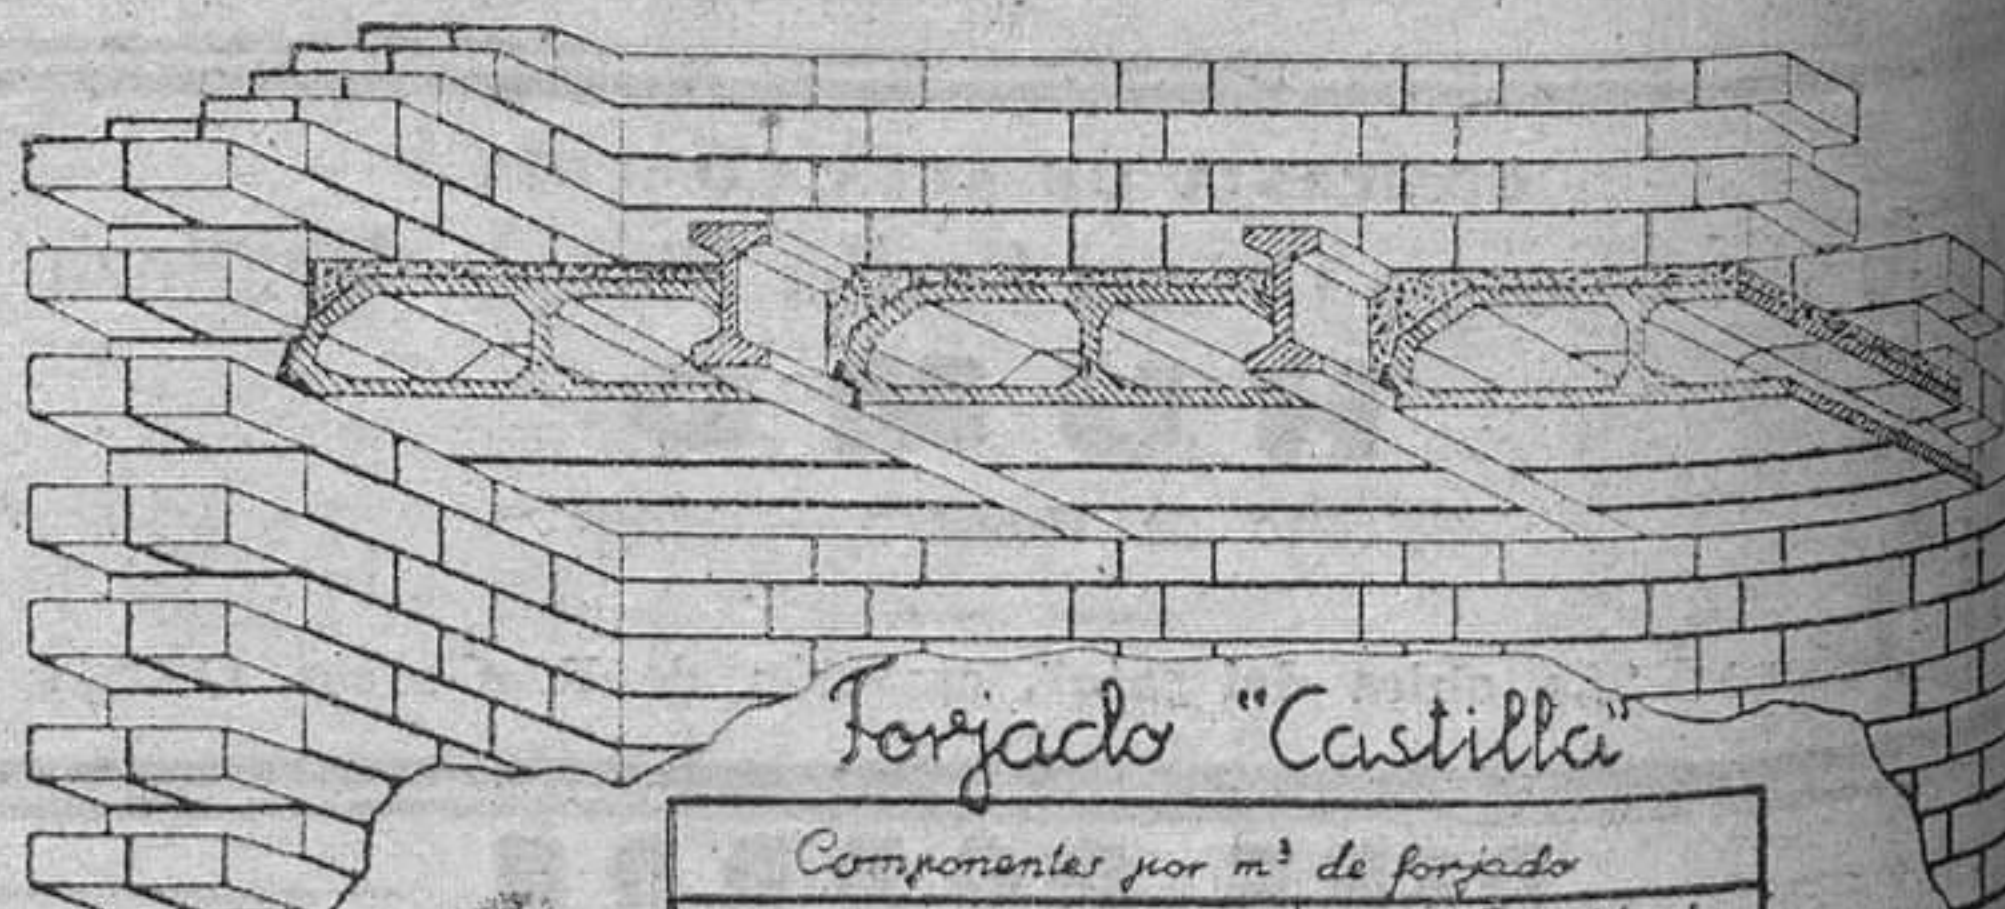 Forjado "Castilla"
Componentes por m² de forjado